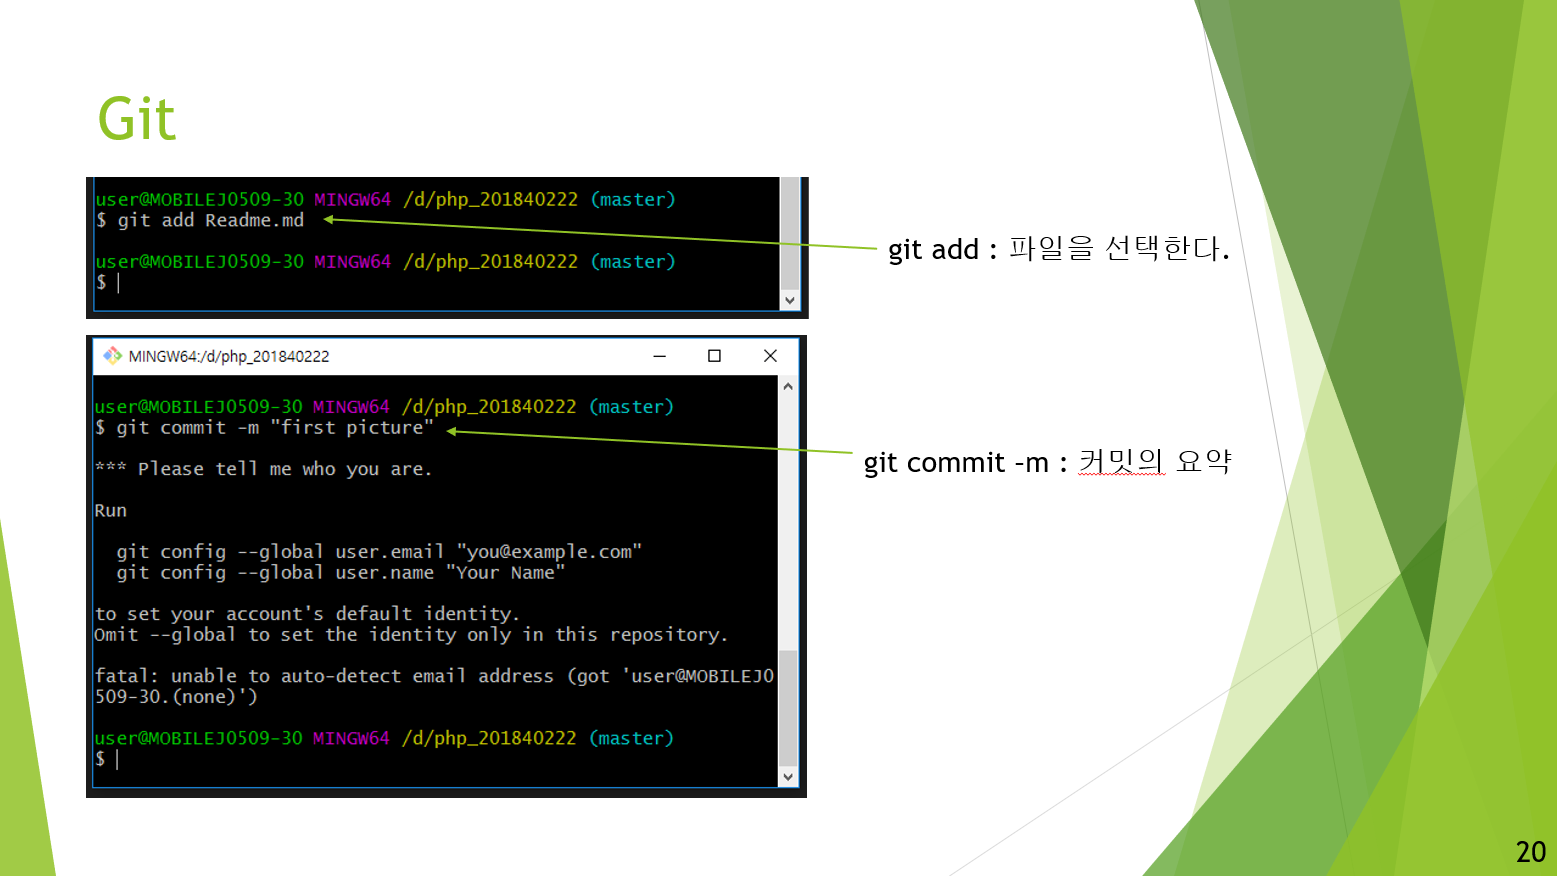 Git
user@MOBILEJ0509-30 MINGW64 /d/php_201840222 (master)
$ git add Readme.md
user@MOBILEJ0509-30 MINGW64 /d/php_201840222 (master)
$
git add : 파일을 선택한다.
MINGW64:/d/php_201840222
user@MOBILEJ0509-30 MINGW64 /d/php_201840222 (master)
$ git commit -m "first picture"
*** Please tell me who you are.
Run
git config --global user.email "you@example.com"
git config --global user.name "Your Name"
to set your account's default identity.
Omit --global to set the identity only in this repository.
fatal: unable to auto-detect email address (got 'user@MOBILEJ0
509-30.(none)')
user@MOBILEJ0509-30 MINGW64 /d/php_201840222 (master)
$
git commit -m : 커밋의 요약
20